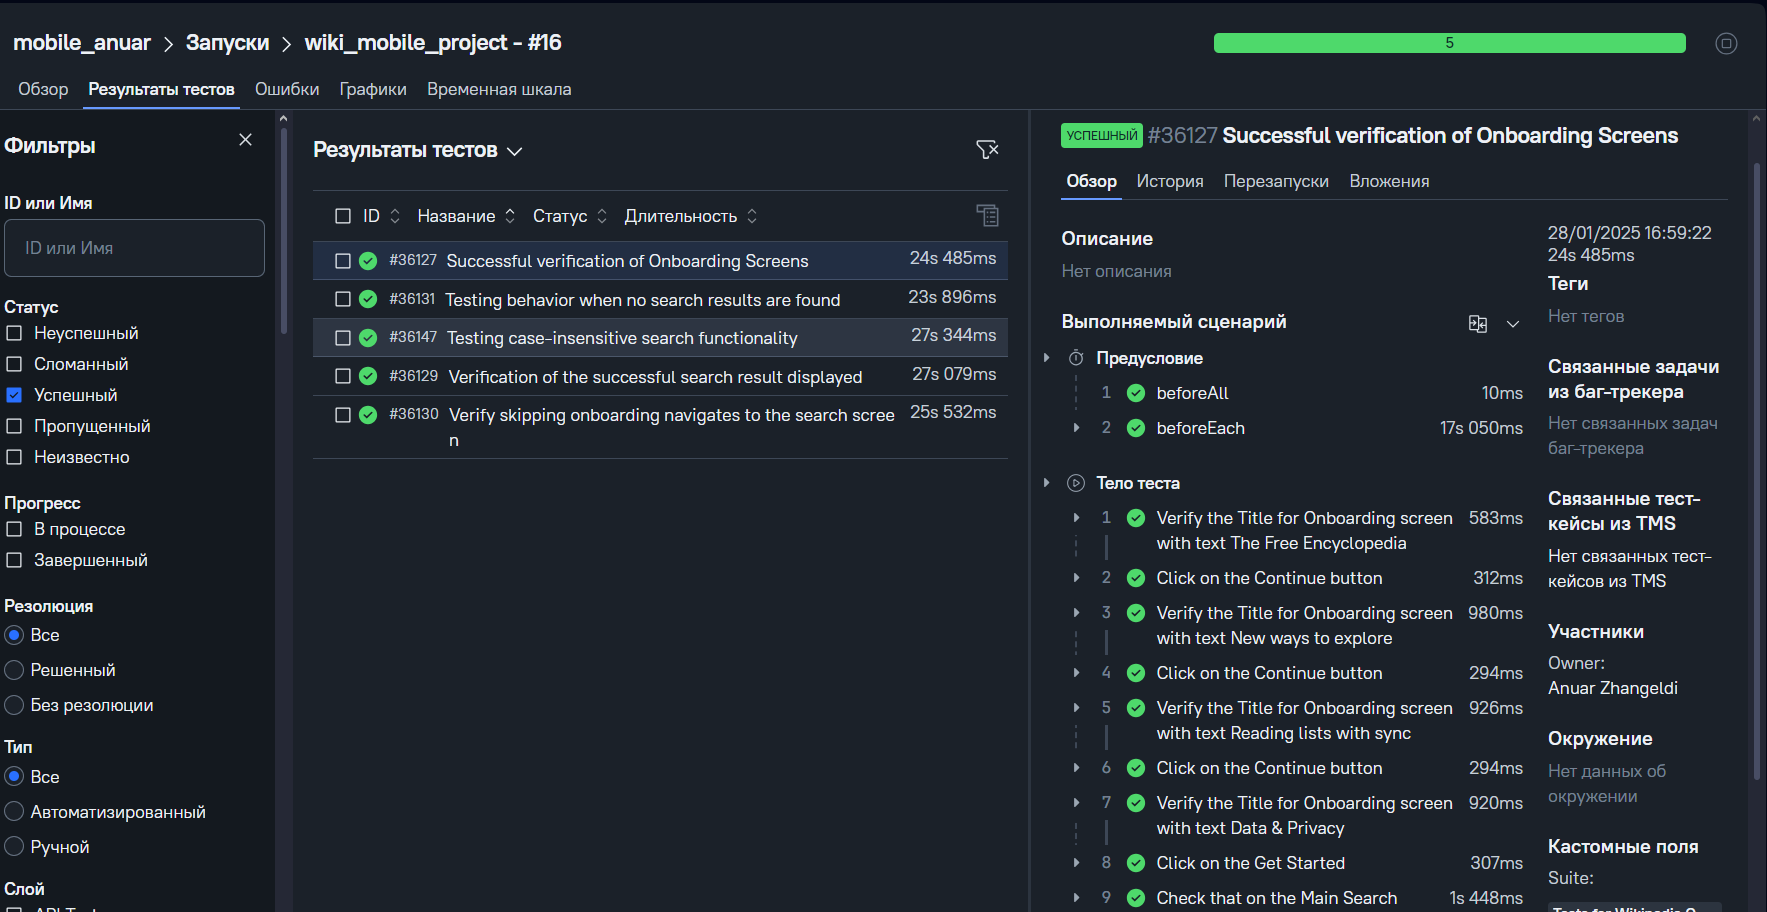 mobile_anuar > Запуски > wiki_mobile_project - #16
5
Обзор Результаты тестов Ошибки Графики Временная шкала
Фильтры
ID или Имя
ID или Имя
Статус
Неуспешный
Сломанный
Успешный
Пропущенный
Неизвестно
Прогресс
В процессе
Завершенный
Резолюция
Все
Решенный
Без резолюции
Тип
Все
Автоматизированный
Ручной
Слой
Результаты тестов
ID Название Статус Длительность
#36127 Successful verification of Onboarding Screens 24s 485ms
#36131 Testing behavior when no search results are found 23s 896ms
#36147 Testing case-insensitive search functionality 27s 344ms
#36129 Verification of the successful search result displayed 27s 079ms
#36130 Verify skipping onboarding navigates to the search scree 25s 532ms
n
УСПЕШНЫЙ #36127 Successful verification of Onboarding Screens
Обзор История Перезапуски Вложения
Описание
Нет описания
Выполняемый сценарий
Предусловие
1 beforeAll 10ms
2 beforeEach 17s 050ms
Тело теста
1 Verify the Title for Onboarding screen 583ms
with text The Free Encyclopedia
2 Click on the Continue button 312ms
3 Verify the Title for Onboarding screen 980ms
with text New ways to explore
4 Click on the Continue button 294ms
5 Verify the Title for Onboarding screen 926ms
with text Reading lists with sync
6 Click on the Continue button 294ms
7 Verify the Title for Onboarding screen 920ms
with text Data & Privacy
8 Click on the Get Started 307ms
9 Check that on the Main Search 1s 448ms
28/01/2025 16:59:22
24s 485ms
Теги
Нет тегов
Связанные задачи
из баг-трекера
Нет связанных задач
баг-трекера
Связанные тест-
кейсы из TMS
Нет связанных тест-
кейсов из TMS
Участники
Owner:
Anuar Zhangeldi
Окружение
Нет данных об
окружении
Кастомные поля
Suite: